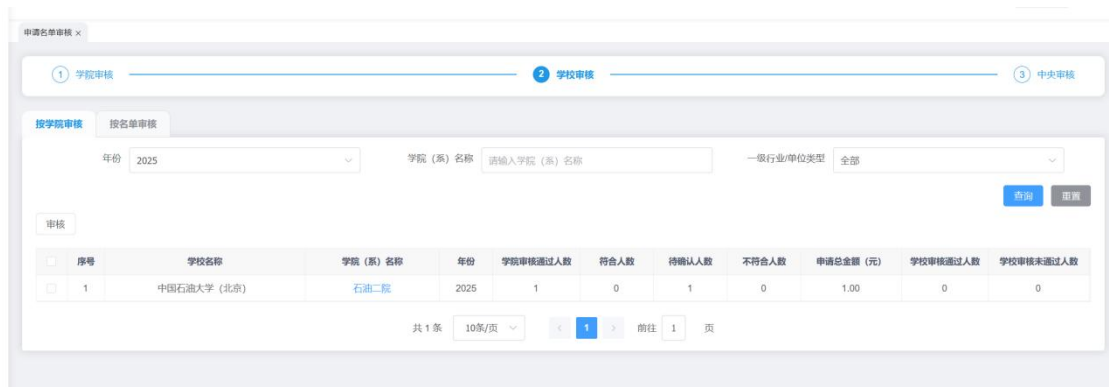 申请名单审核 ×
1 学院审核 2 学校审核 3 中央审核
按学院审核 按名单审核
年份 2025 学院（系）名称 请输入学院（系）名称 一级行业/单位类型 全部
查询 重置
审核
序号 学校名称 学院（系）名称 年份 学院审核通过人数 符合人数 待确认人数 不符合人数 申请总金额（元） 学校审核通过人数 学校审核未通过人数
1 中国石油大学（北京） 石油二院 2025 1 0 1 0 1.00 0 0
共 1 条 10条/页 < 1 > 前往 1 页